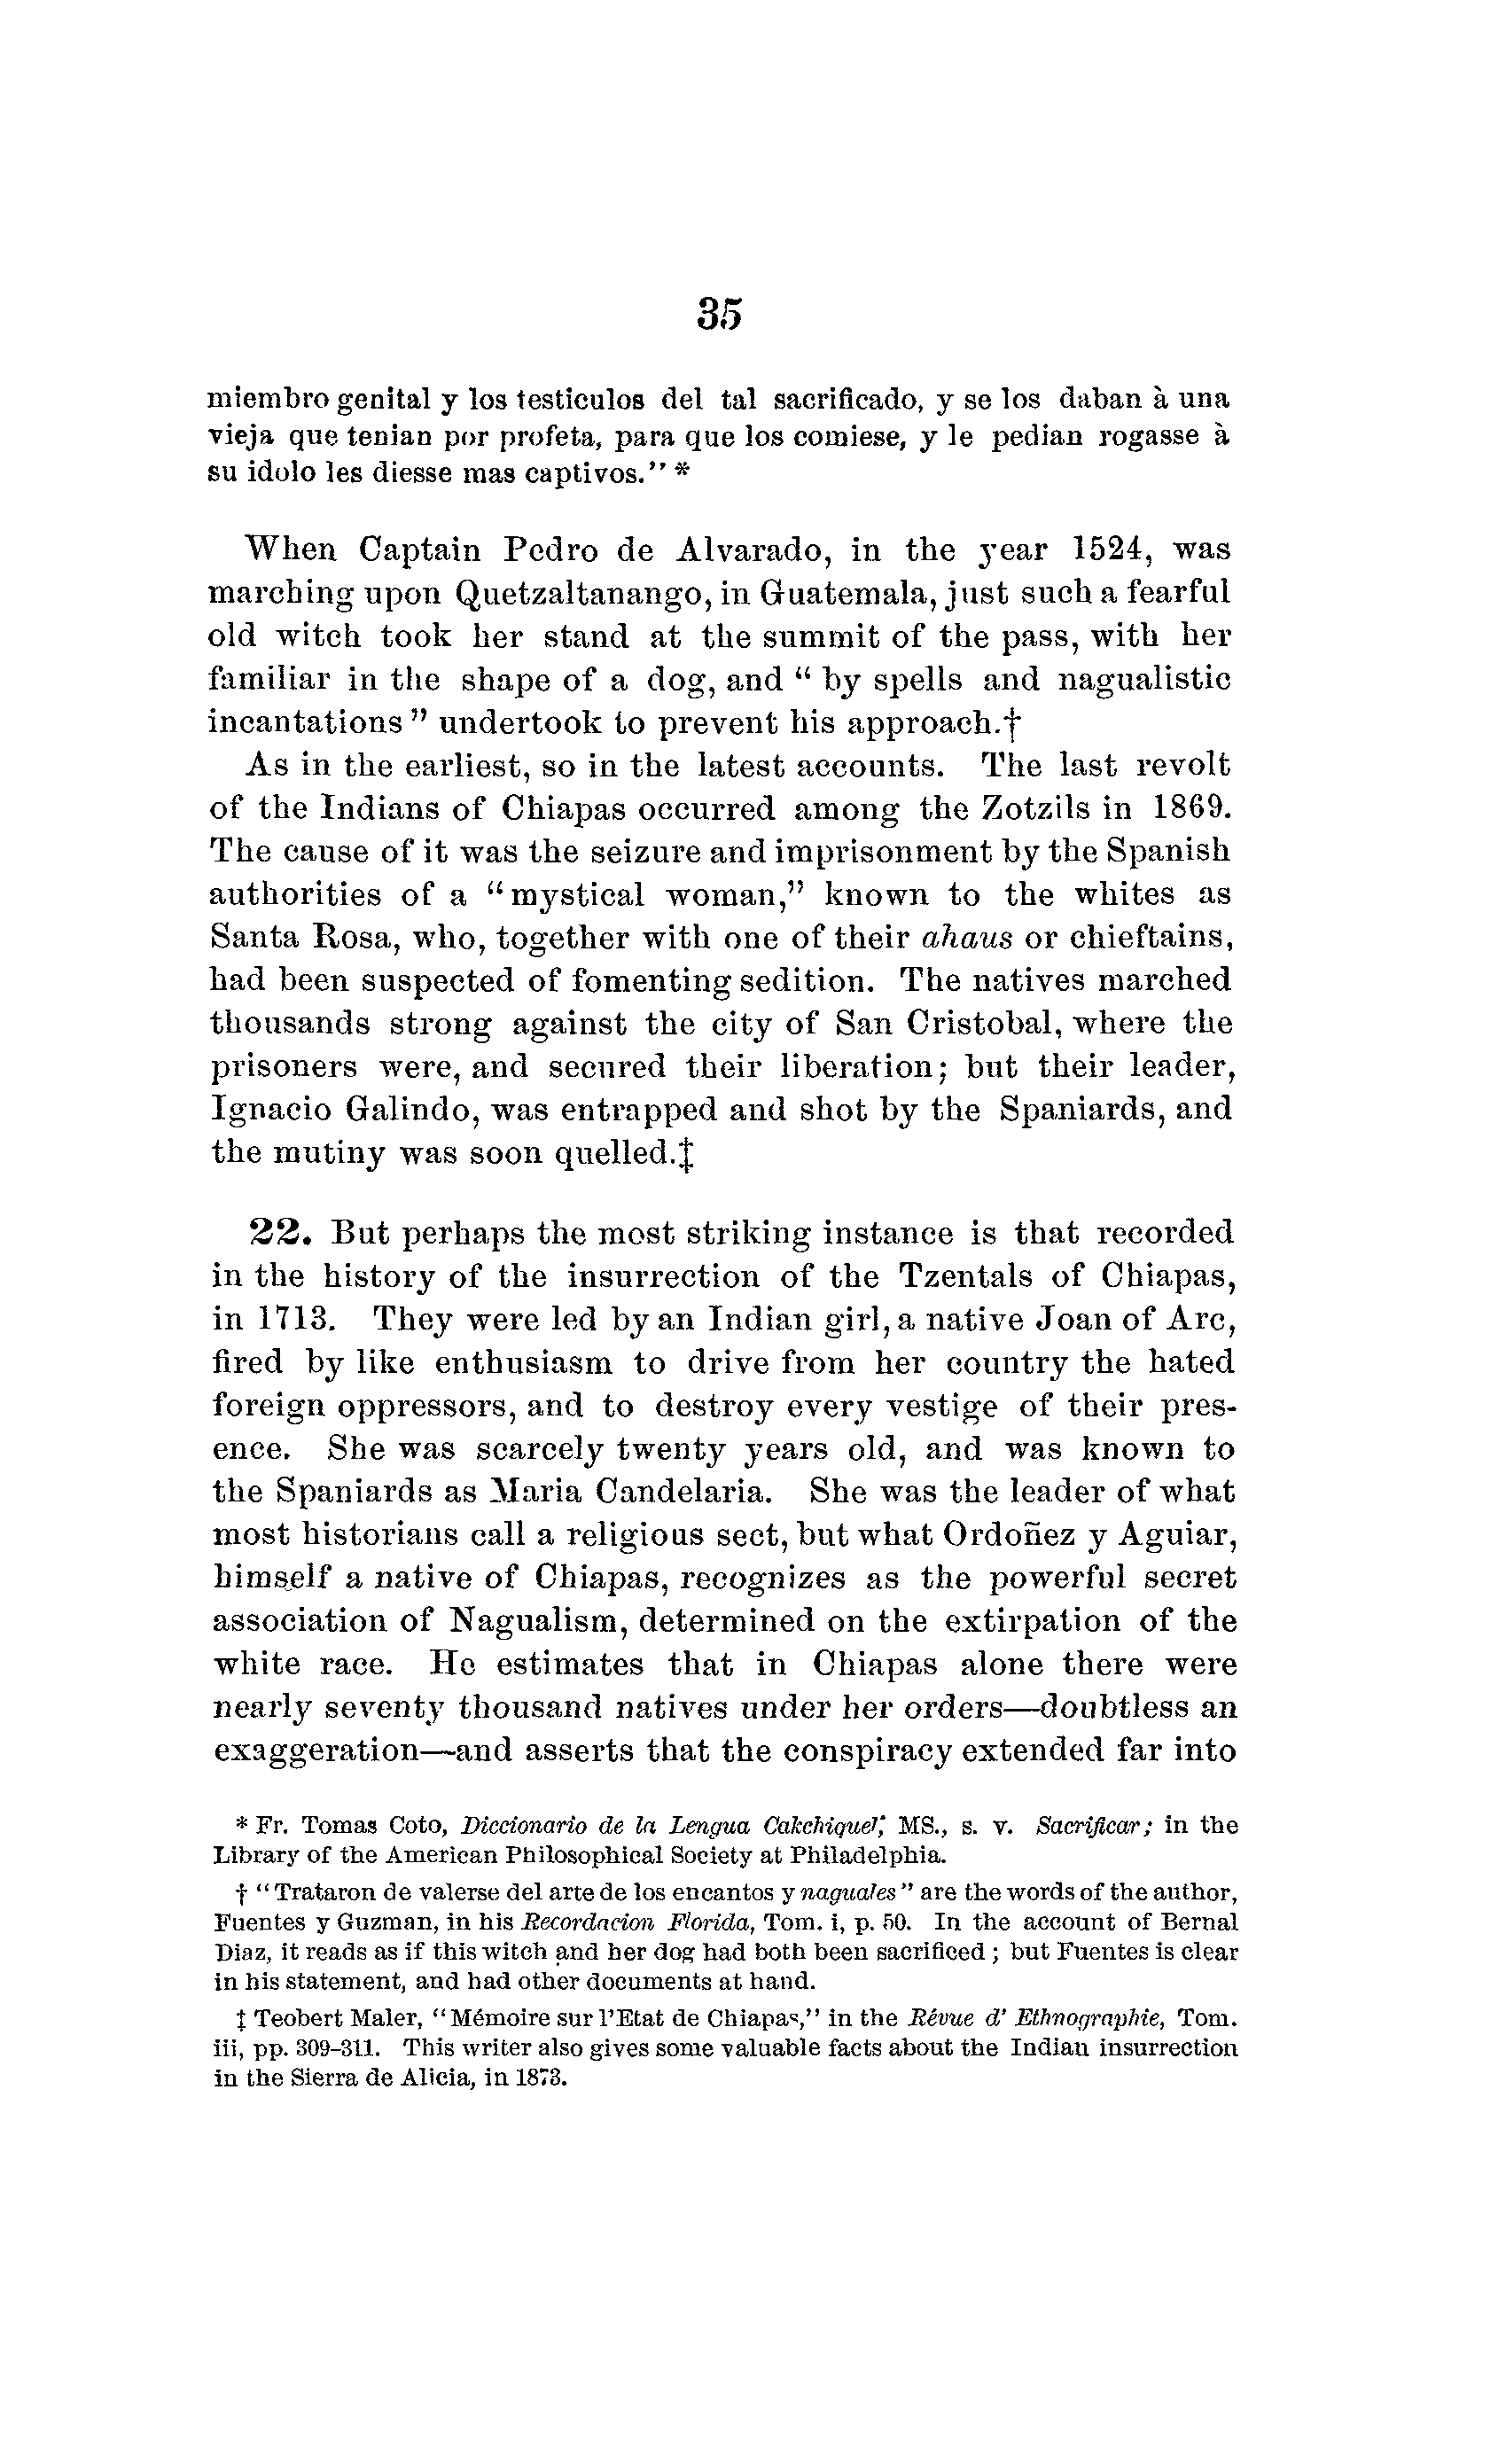 35
miembro genital y los testiculos del tal sacrificado, y se los daban à una
vieja que tenian por profeta, para que los comiese, y le pedian rogasse à
su idolo les diesse mas captivos." *
When Captain Pedro de Alvarado, in the year 1524, was
marching upon Quetzaltanango, in Guatemala, just such a fearful
old witch took her stand at the summit of the pass, with her
familiar in the shape of a dog, and " by spells and nagualistic
incantations " undertook to prevent his approach.†
As in the earliest, so in the latest accounts. The last revolt
of the Indians of Chiapas occurred among the Zotzils in 1869.
The cause of it was the seizure and imprisonment by the Spanish
authorities of a "mystical woman," known to the whites as
Santa Rosa, who, together with one of their ahaus or chieftains,
had been suspected of fomenting sedition. The natives marched
thousands strong against the city of San Cristobal, where the
prisoners were, and secured their liberation; but their leader,
Ignacio Galindo, was entrapped and shot by the Spaniards, and
the mutiny was soon quelled.‡
22. But perhaps the most striking instance is that recorded
in the history of the insurrection of the Tzentals of Chiapas,
in 1713. They were led by an Indian girl, a native Joan of Arc,
fired by like enthusiasm to drive from her country the hated
foreign oppressors, and to destroy every vestige of their pres-
ence. She was scarcely twenty years old, and was known to
the Spaniards as Maria Candelaria. She was the leader of what
most historians call a religious sect, but what Ordoñez y Aguiar,
himself a native of Chiapas, recognizes as the powerful secret
association of Nagualism, determined on the extirpation of the
white race. He estimates that in Chiapas alone there were
nearly seventy thousand natives under her orders—doubtless an
exaggeration—and asserts that the conspiracy extended far into
* Fr. Tomas Coto, Diccionario de la Lengua Cakchiquel; MS., s. v. Sacrificar; in the
Library of the American Philosophical Society at Philadelphia.
† "Trataron de valerse del arte de los encantos y naguales" are the words of the author,
Fuentes y Guzman, in his Recordacion Florida, Tom. i, p. 50. In the account of Bernal
Diaz, it reads as if this witch and her dog had both been sacrificed; but Fuentes is clear
in his statement, and had other documents at hand.
‡ Teobert Maler, "Mémoire sur l'Etat de Chiapas," in the Révue d' Ethnographie, Tom.
iii, pp. 309-311. This writer also gives some valuable facts about the Indian insurrection
in the Sierra de Alicia, in 1873.